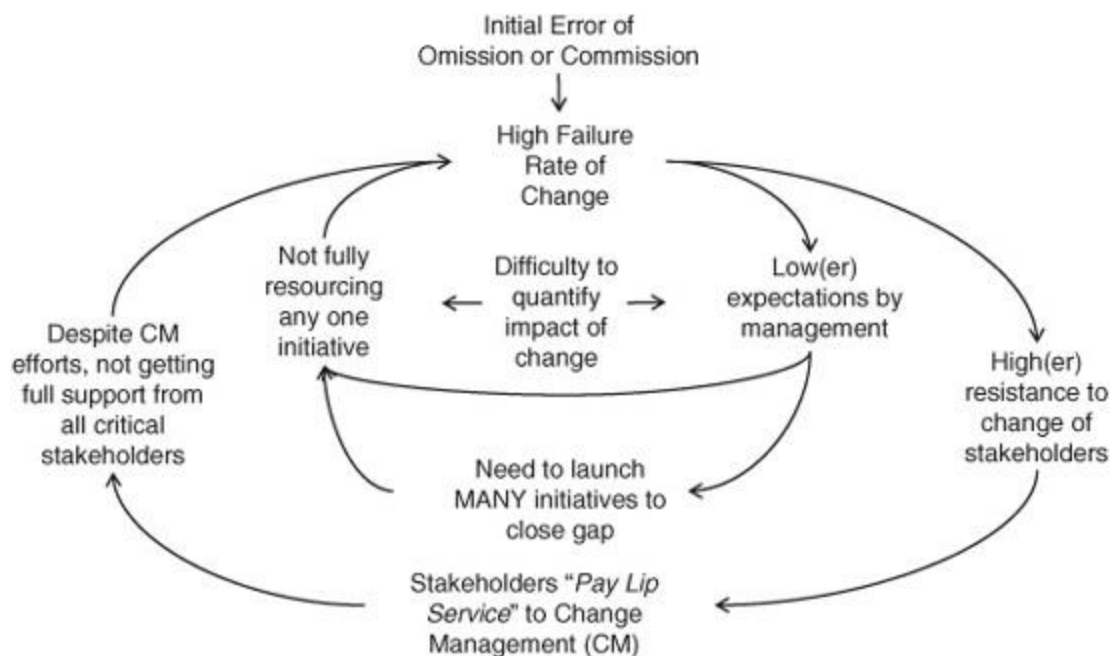 Initial Error of
Omission or Commission
High Failure
Rate of
Change
Not fully
resourcing
any one
initiative
Difficulty to
quantify
impact of
change
Low(er)
expectations by
management
Despite CM
efforts, not getting
full support from
all critical
stakeholders
High(er)
resistance to
change of
stakeholders
Need to launch
MANY initiatives to
close gap
Stakeholders “Pay Lip
Service” to Change
Management (CM)